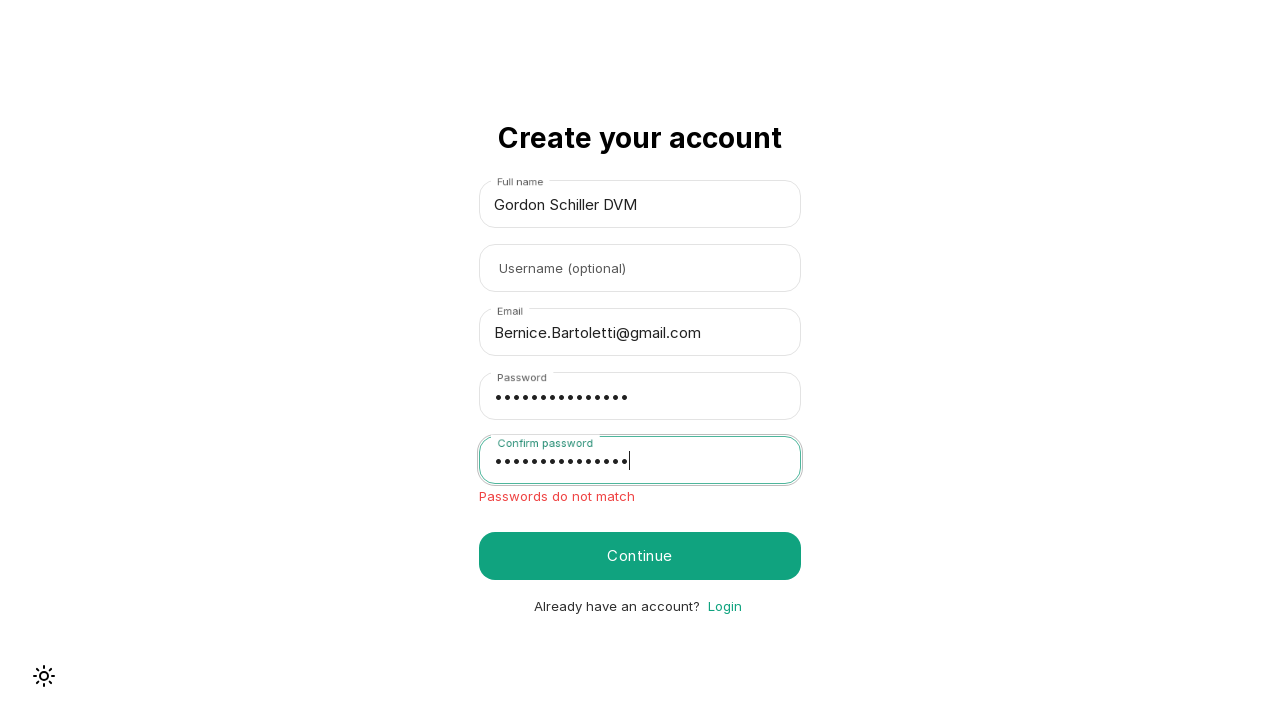 Create your account
Full name
Gordon Schiller DVM
Username (optional)
Email
Bernice.Bartoletti@gmail.com
Password
•••••••••••••••
Confirm password
•••••••••••••••
Passwords do not match
Continue
Already have an account? Login